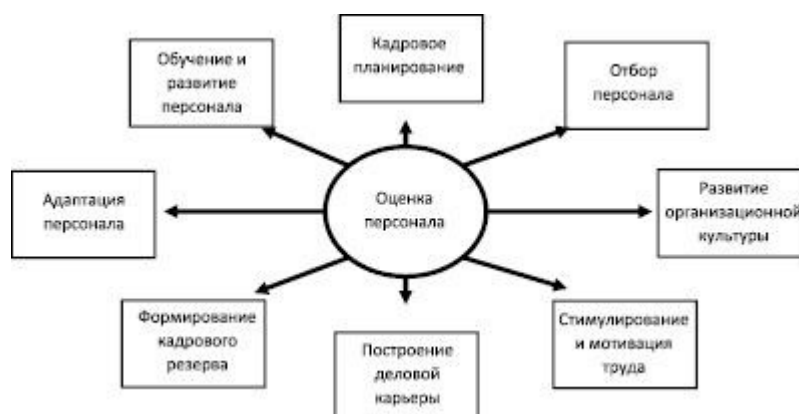 Кадровое
планирование
Обучение и
развитие
персонала
Отбор
персонала
Адаптация
персонала
Оценка
персонала
Развитие
организационной
культуры
Формирование
кадрового
резерва
Построение
деловой
карьеры
Стимулирование
и мотивация
труда